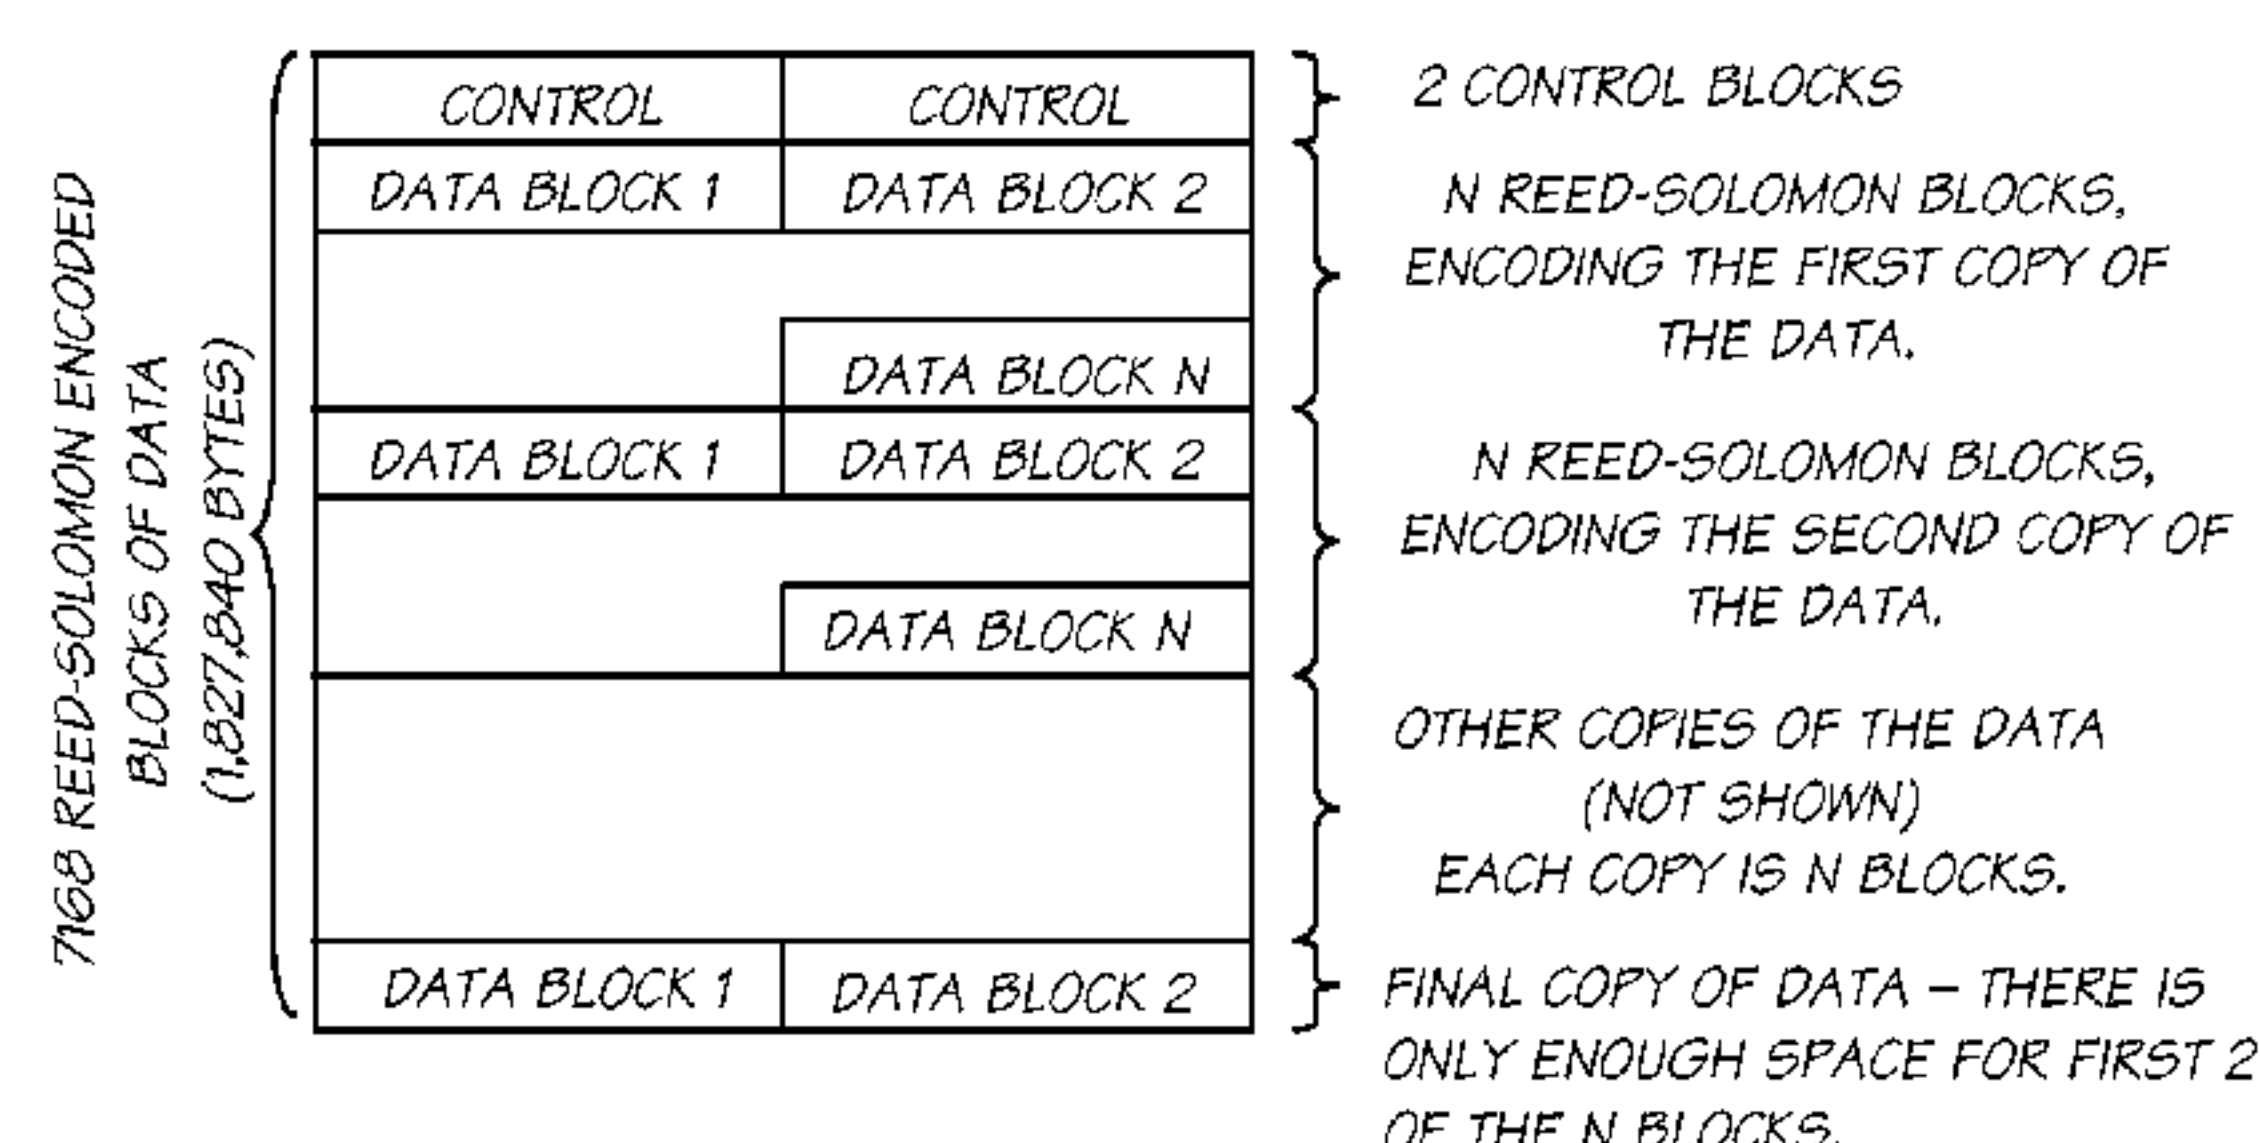 7168 REED-SOLOMON ENCODED
BLOCKS OF DATA
(1,827,840 BYTES)
CONTROL CONTROL
DATA BLOCK 1 DATA BLOCK 2
DATA BLOCK N
DATA BLOCK 1 DATA BLOCK 2
DATA BLOCK N
DATA BLOCK 1 DATA BLOCK 2
2 CONTROL BLOCKS
N REED-SOLOMON BLOCKS,
ENCODING THE FIRST COPY OF
THE DATA.
N REED-SOLOMON BLOCKS,
ENCODING THE SECOND COPY OF
THE DATA.
OTHER COPIES OF THE DATA
(NOT SHOWN)
EACH COPY IS N BLOCKS.
FINAL COPY OF DATA – THERE IS
ONLY ENOUGH SPACE FOR FIRST 2
OF THE N BLOCKS.